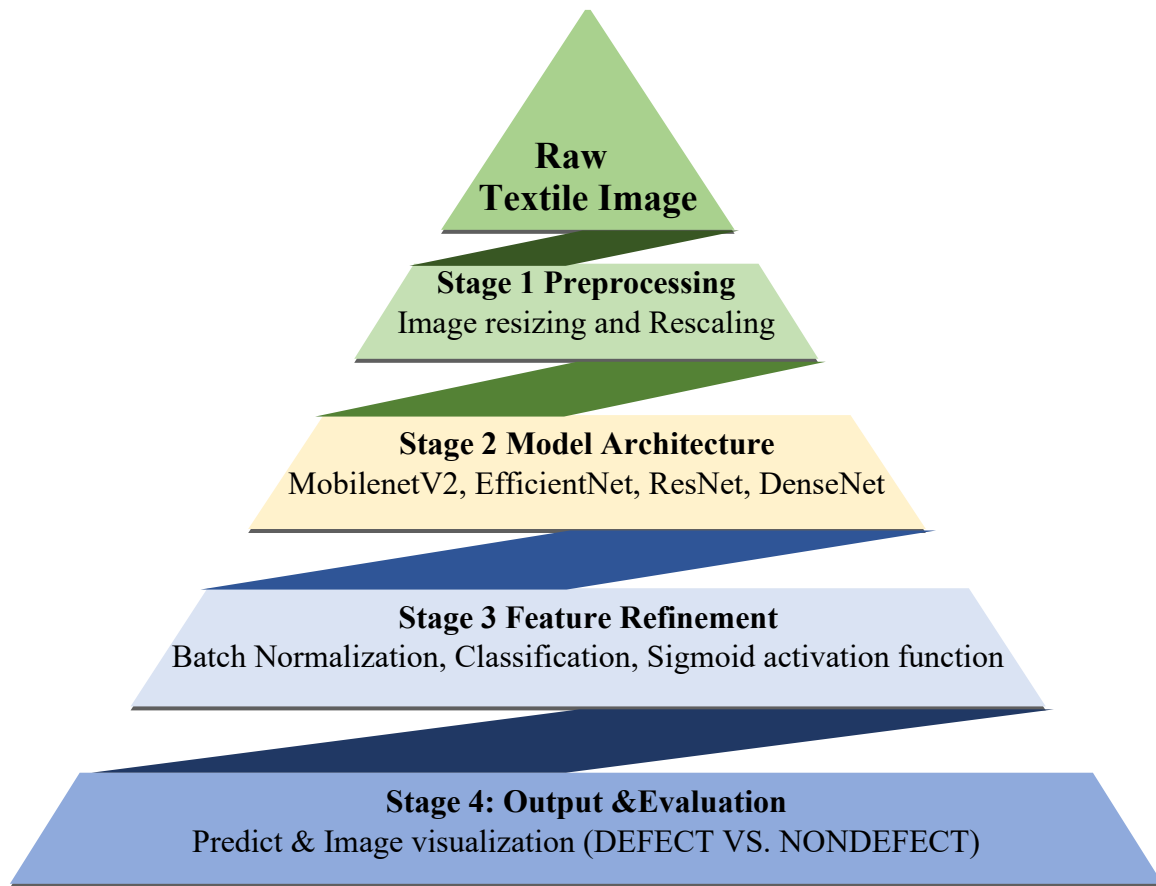 Raw
Textile Image
Stage 1 Preprocessing
Image resizing and Rescaling
Stage 2 Model Architecture
MobilenetV2, EfficientNet, ResNet, DenseNet
Stage 3 Feature Refinement
Batch Normalization, Classification, Sigmoid activation function
Stage 4: Output &Evaluation
Predict & Image visualization (DEFECT VS. NONDEFECT)